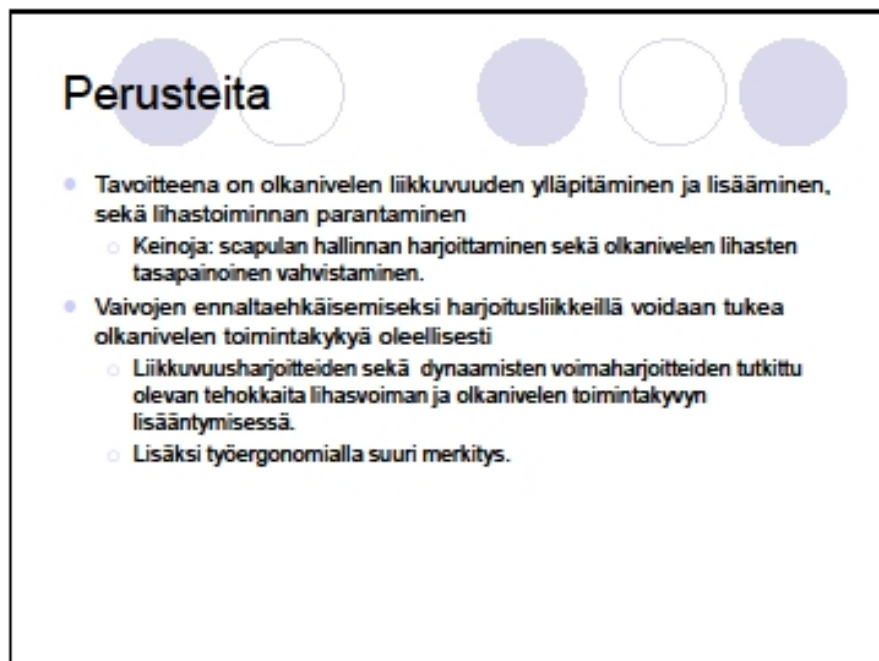 Perusteita
Tavoitteena on olkanivelen liikkuvuuden ylläpitäminen ja lisääminen,
sekä lihastoiminnan parantaminen
Keinoja: scapulan hallinnan harjoittaminen sekä olkanivelen lihasten
tasapainoinen vahvistaminen.
Vaivojen ennaltaehkäisemiseksi harjoitusliikkeillä voidaan tukea
olkanivelen toimintakykyä oleellisesti
Liikkuvuusharjoitteiden sekä  dynaamisten voimaharjoitteiden tutkittu
olevan tehokkaita lihasvoiman ja olkanivelen toimintakyvyn
lisääntymisessä.
Lisäksi työergonomialla suuri merkitys.